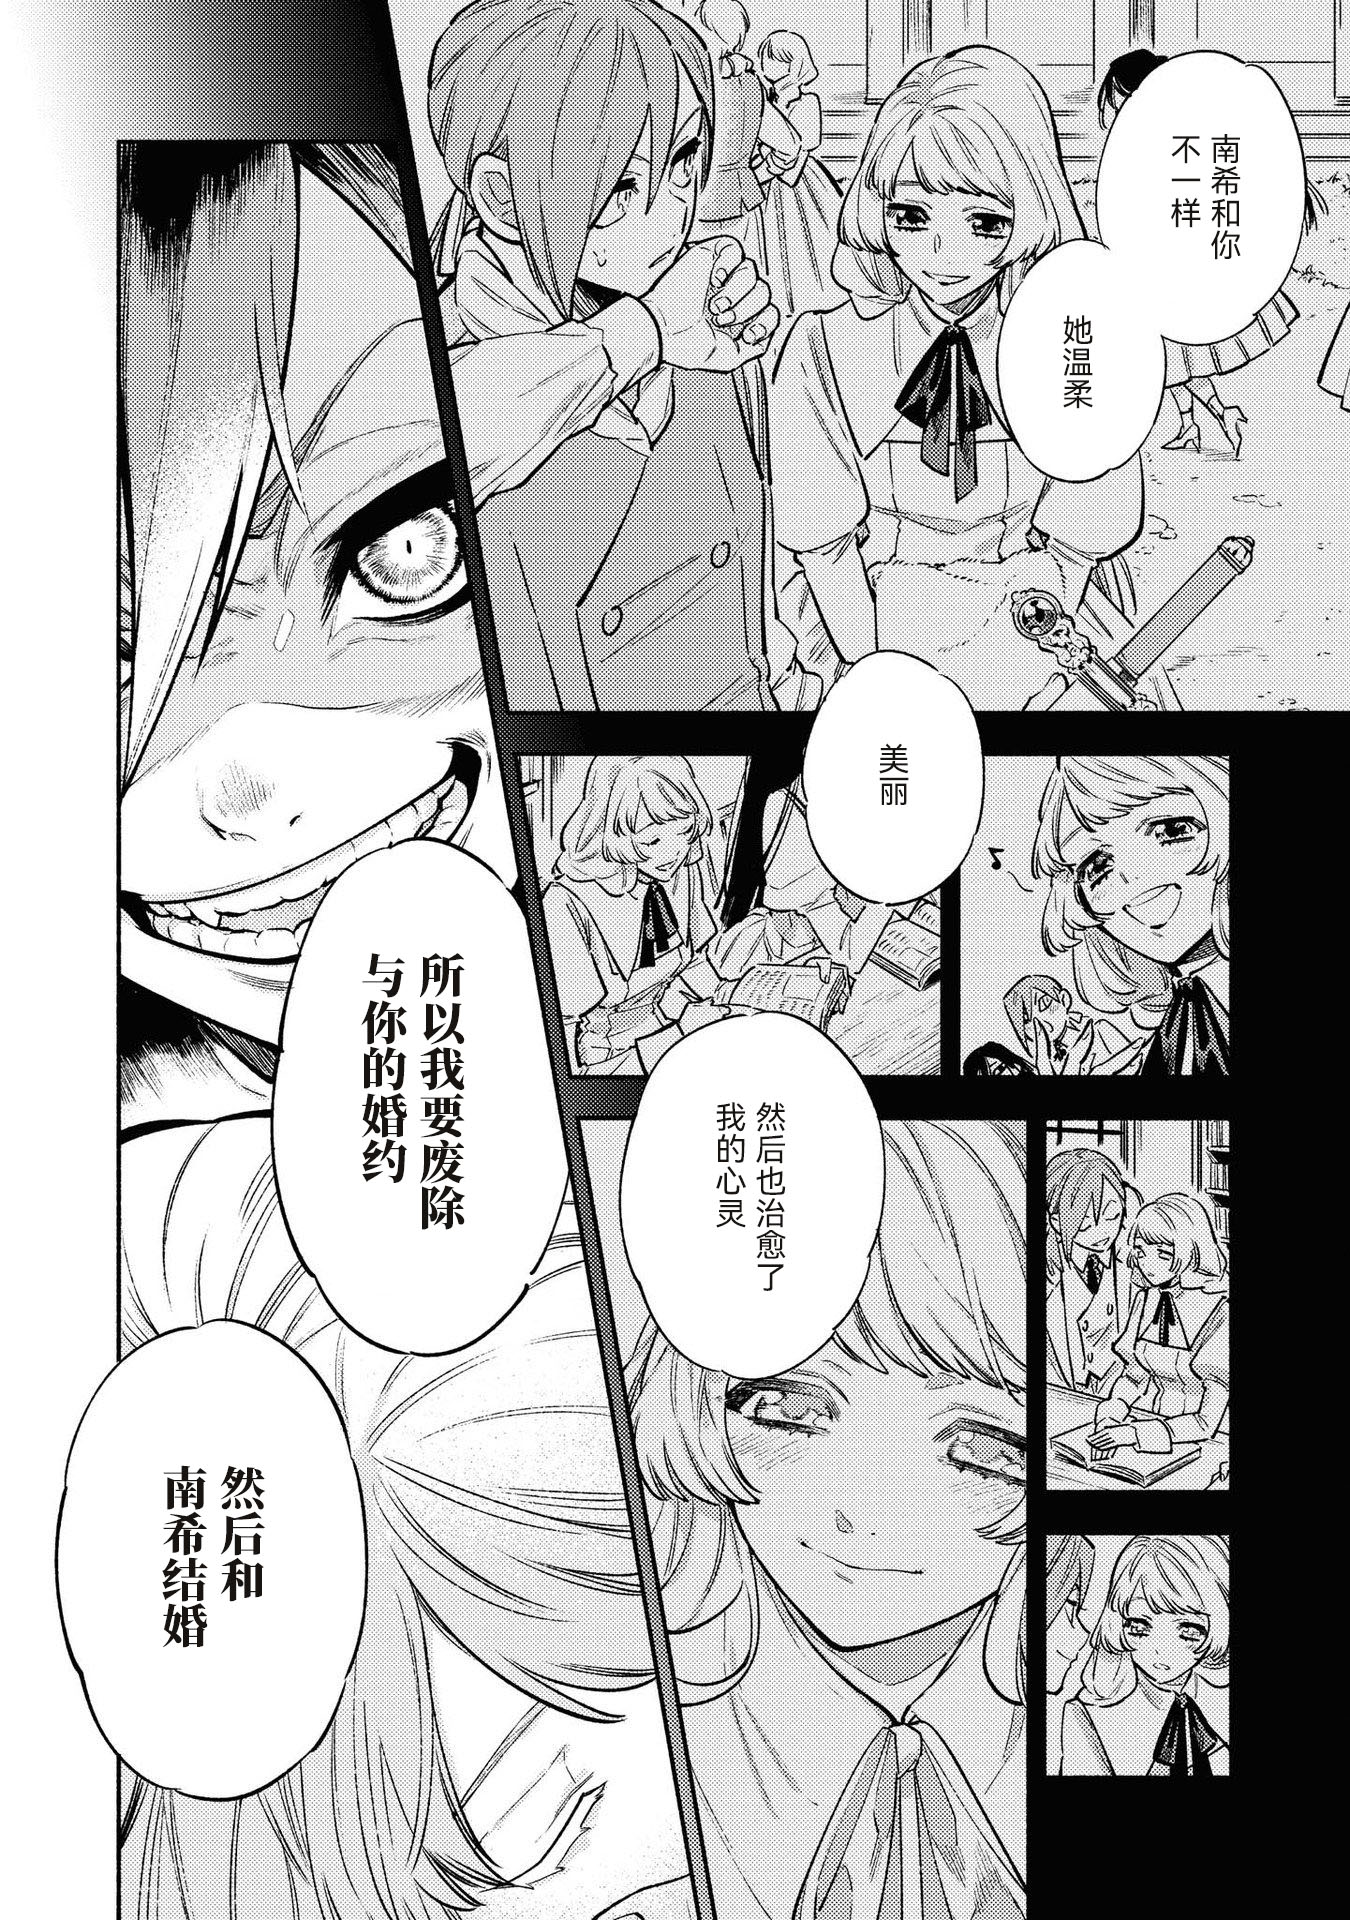 南希和你
不一样
她温柔
美丽
然后也治愈了
我的心灵
所以我要废除
与你的婚约
然后和
南希结婚